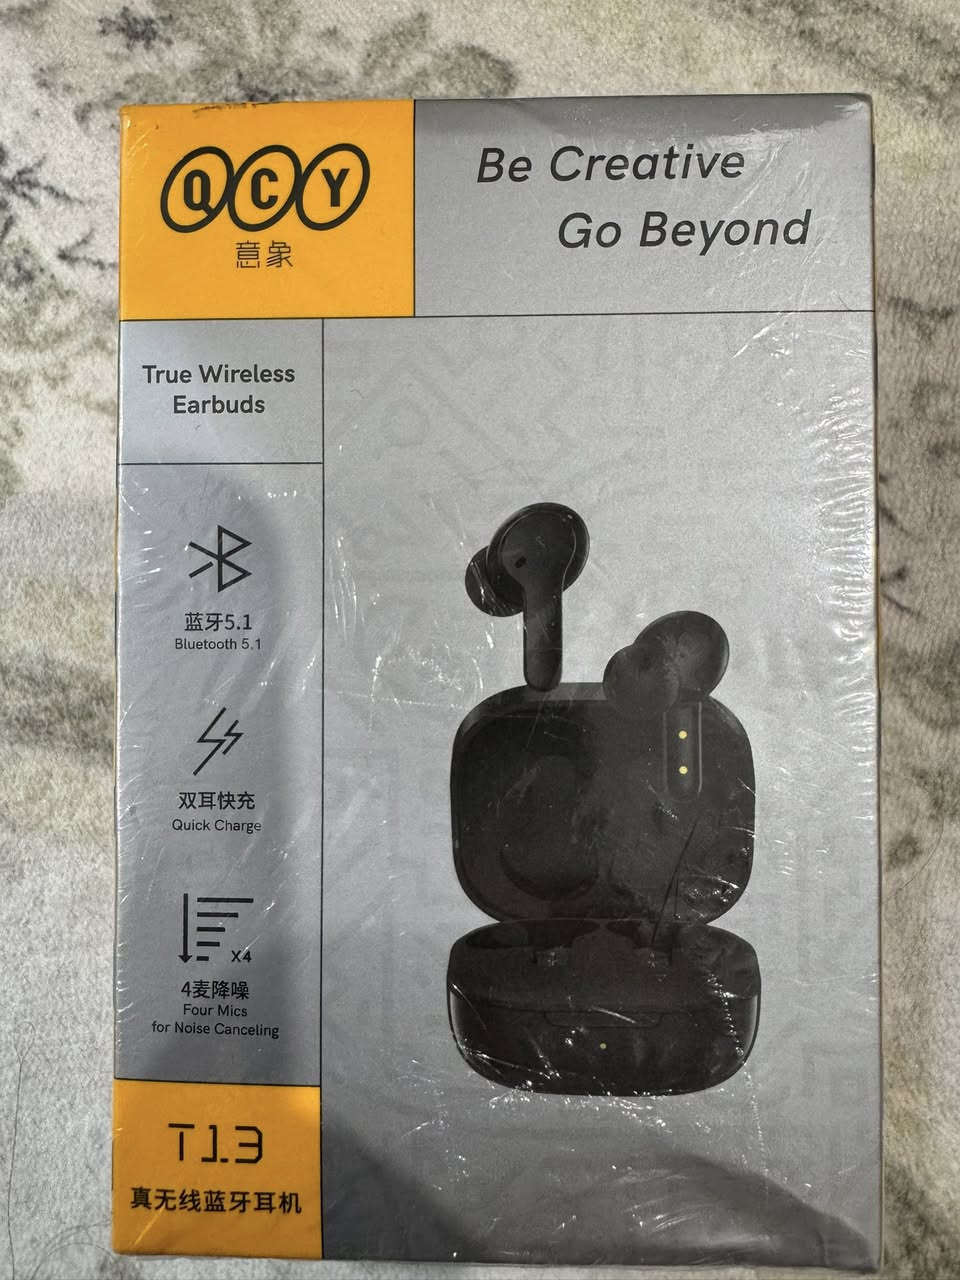 QCY
意象
Be Creative
Go Beyond
True Wireless
Earbuds
蓝牙5.1
Bluetooth 5.1
双耳快充
Quick Charge
X4
4麦降噪
Four Mics
for Noise Canceling
T13
真无线蓝牙耳机